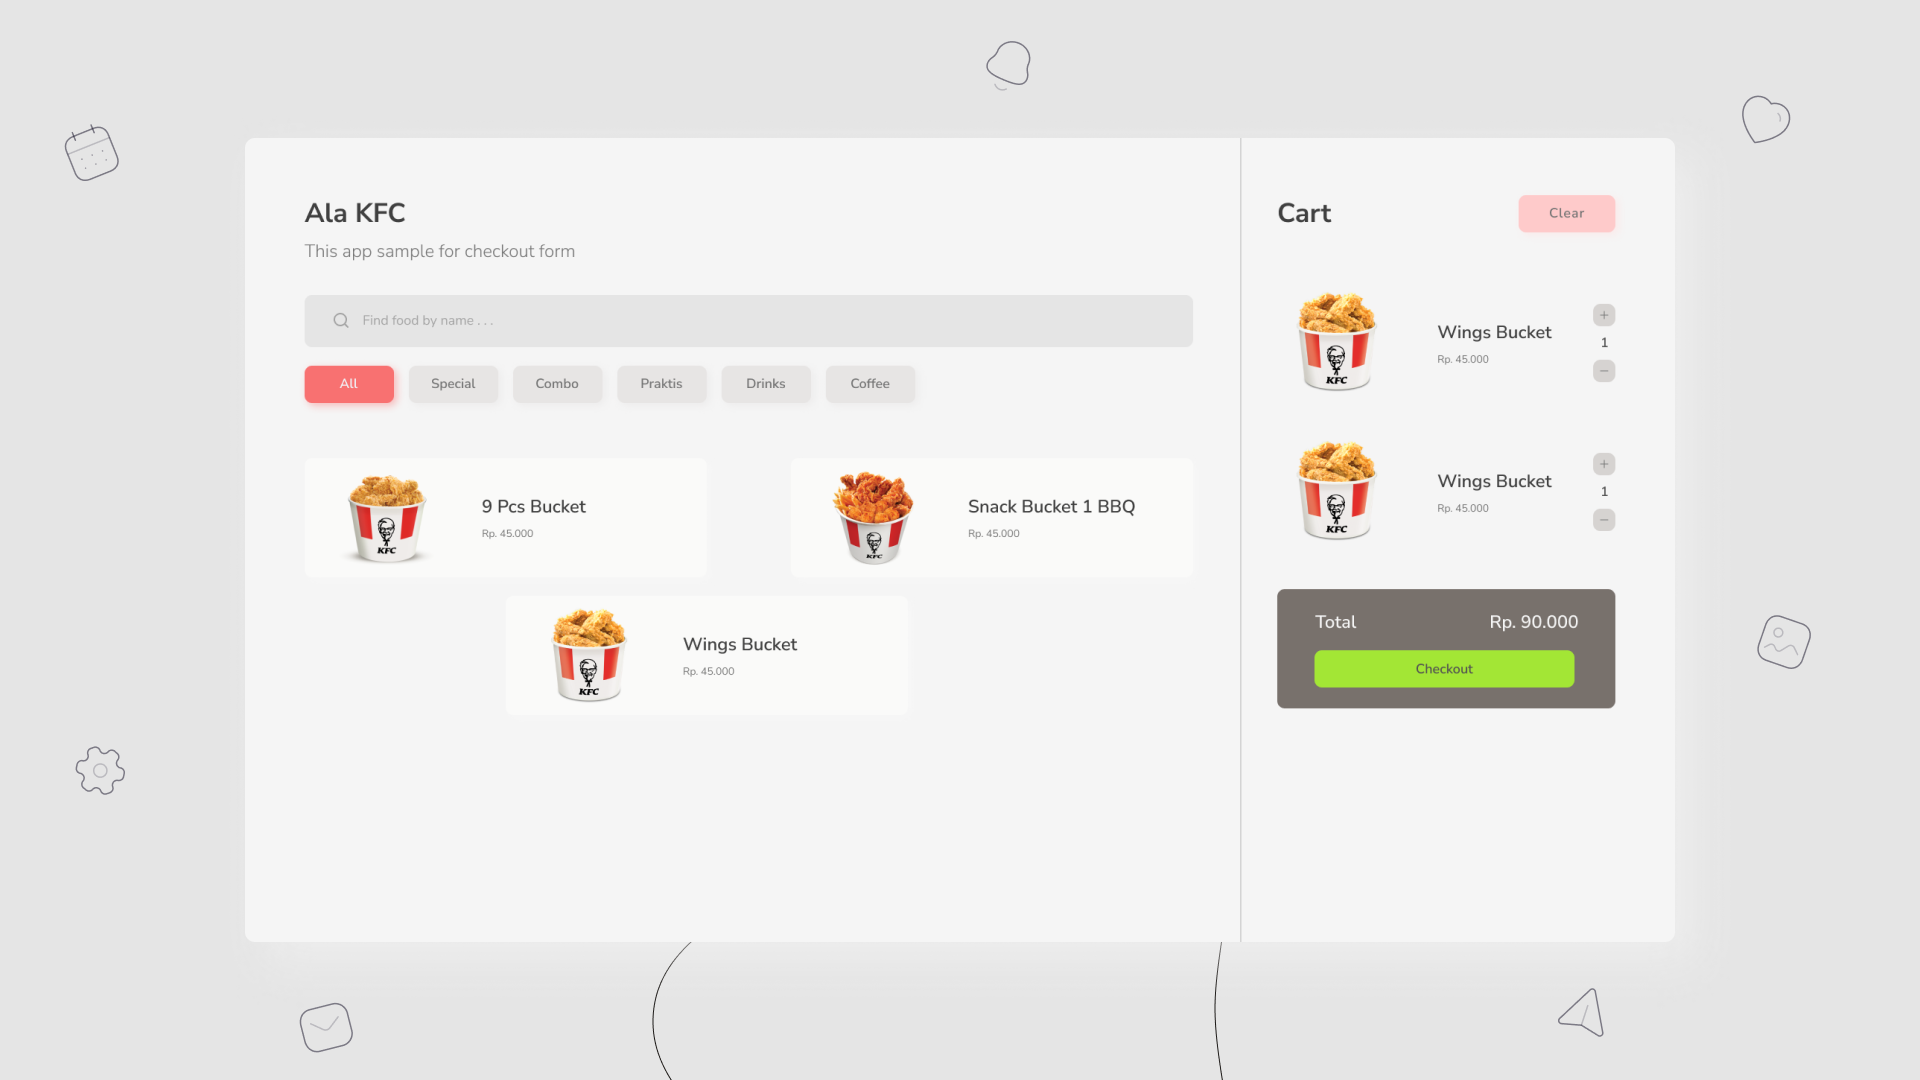 Ala KFC
This app sample for checkout form
Find food by name . . .
All
Special
Combo
Praktis
Drinks
Coffee
KFC
9 Pcs Bucket
Rp. 45.000
KFC
Snack Bucket 1 BBQ
Rp. 45.000
KFC
Wings Bucket
Rp. 45.000
Cart
Clear
KFC
Wings Bucket
Rp. 45.000
+
1
−
KFC
Wings Bucket
Rp. 45.000
+
1
−
Total
Rp. 90.000
Checkout